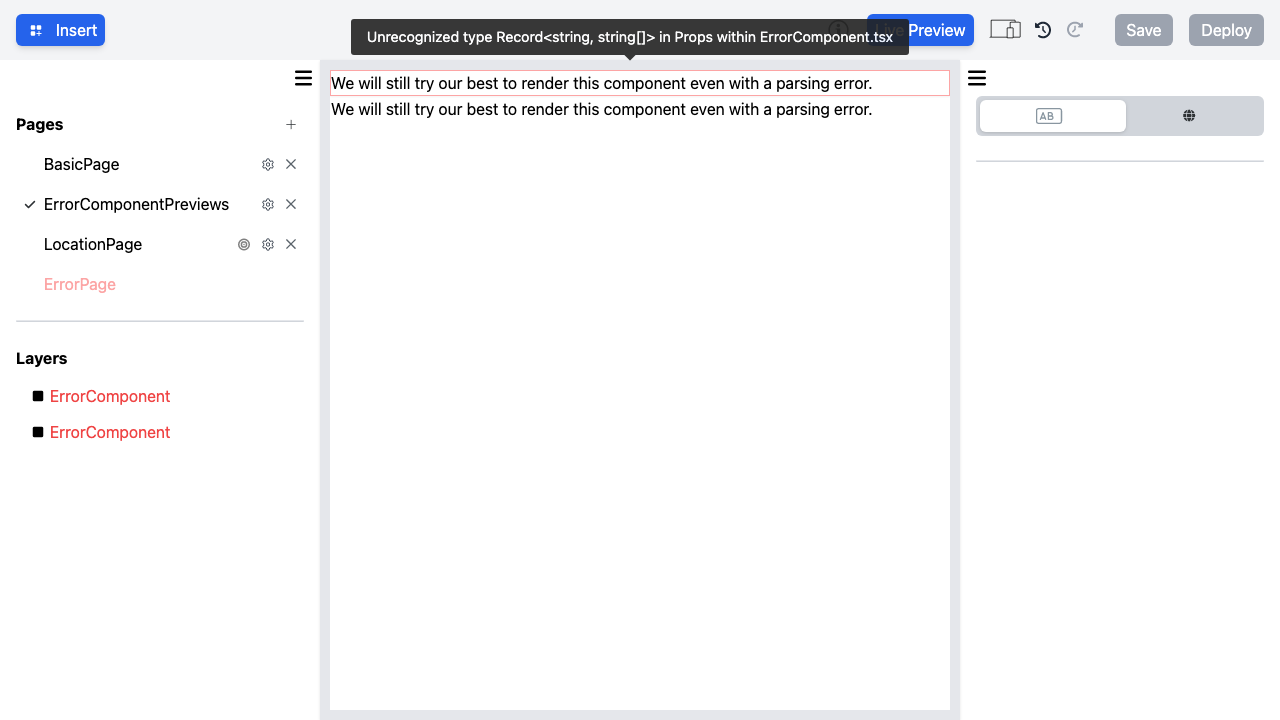 Insert
Unrecognized type Record<string, string[]> in Props within ErrorComponent.tsx
Live Preview
Save
Deploy
Pages
BasicPage
ErrorComponentPreviews
LocationPage
ErrorPage
Layers
ErrorComponent
ErrorComponent
We will still try our best to render this component even with a parsing error.
We will still try our best to render this component even with a parsing error.
AB